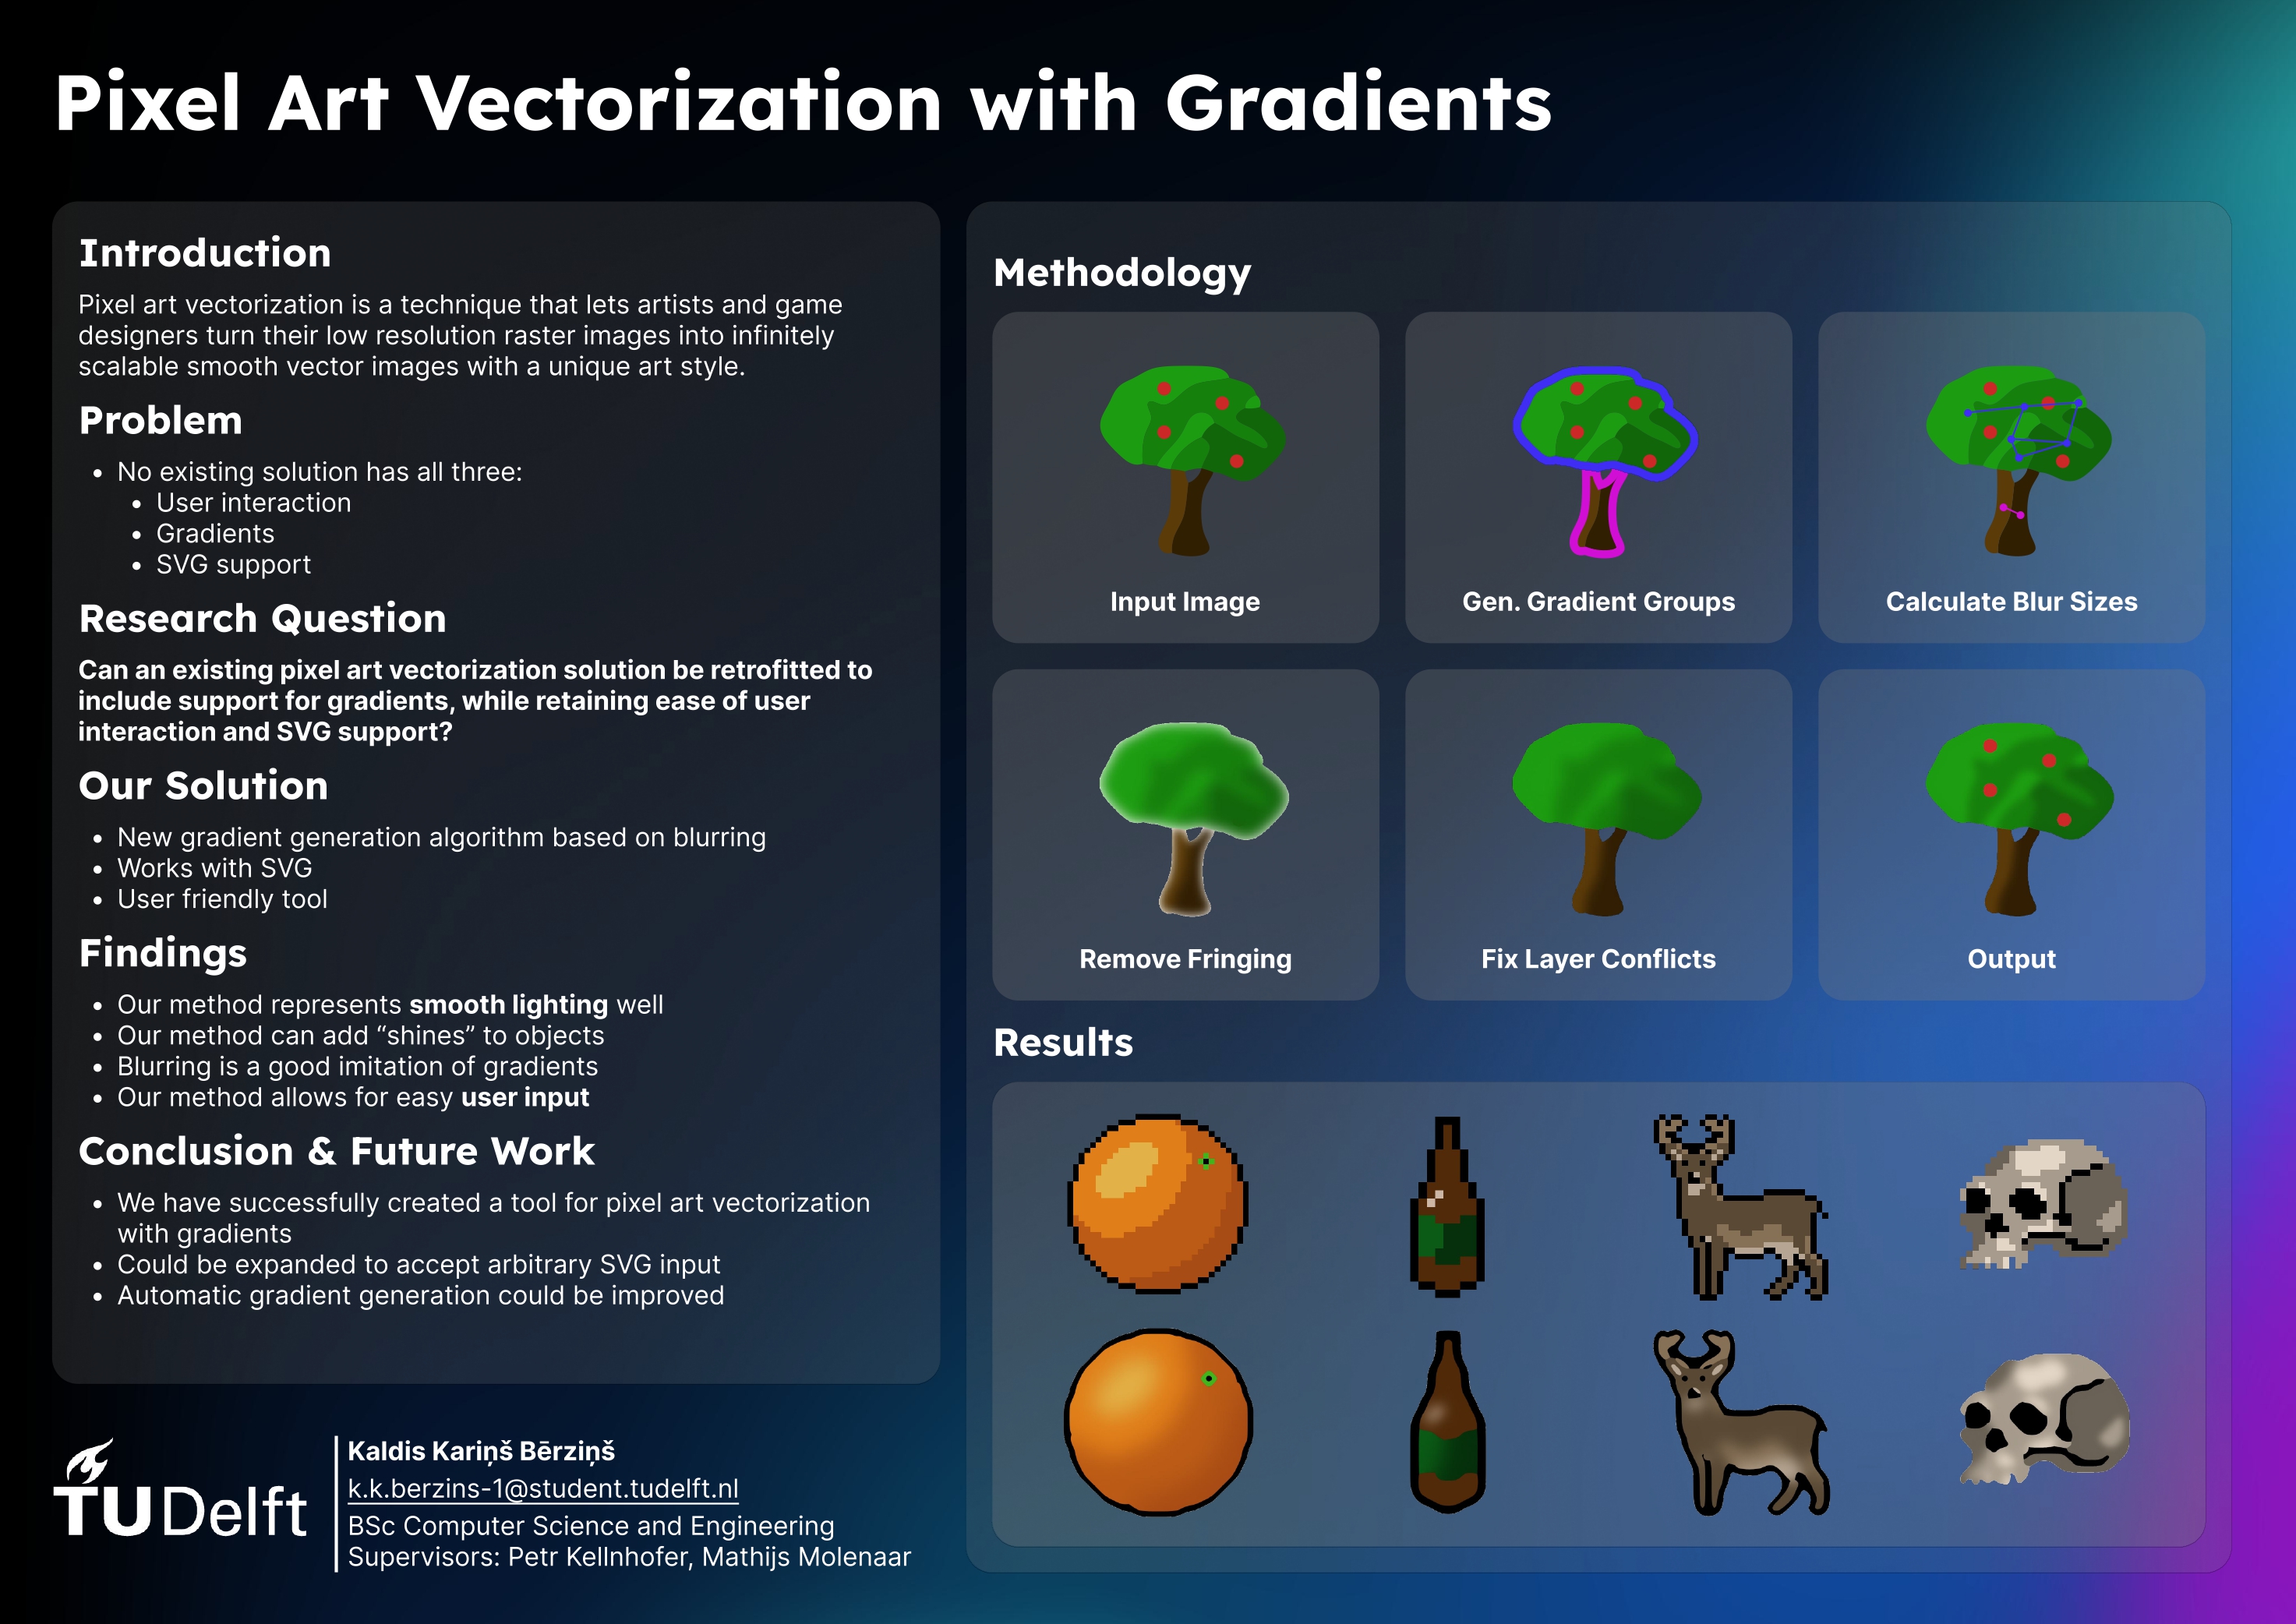 Pixel Art Vectorization with Gradients
Introduction
Pixel art vectorization is a technique that lets artists and game
designers turn their low resolution raster images into infinitely
scalable smooth vector images with a unique art style.
Problem
• No existing solution has all three:
• User interaction
• Gradients
• SVG support
Research Question
Can an existing pixel art vectorization solution be retrofitted to
include support for gradients, while retaining ease of user
interaction and SVG support?
Our Solution
• New gradient generation algorithm based on blurring
• Works with SVG
• User friendly tool
Findings
• Our method represents smooth lighting well
• Our method can add “shines” to objects
• Blurring is a good imitation of gradients
• Our method allows for easy user input
Conclusion & Future Work
• We have successfully created a tool for pixel art vectorization
with gradients
• Could be expanded to accept arbitrary SVG input
• Automatic gradient generation could be improved
TU Delft
Kaldis Kariņš Bērziņš
k.k.berzins-1@student.tudelft.nl
BSc Computer Science and Engineering
Supervisors: Petr Kellnhofer, Mathijs Molenaar
Methodology
Input Image
Gen. Gradient Groups
Calculate Blur Sizes
Remove Fringing
Fix Layer Conflicts
Output
Results